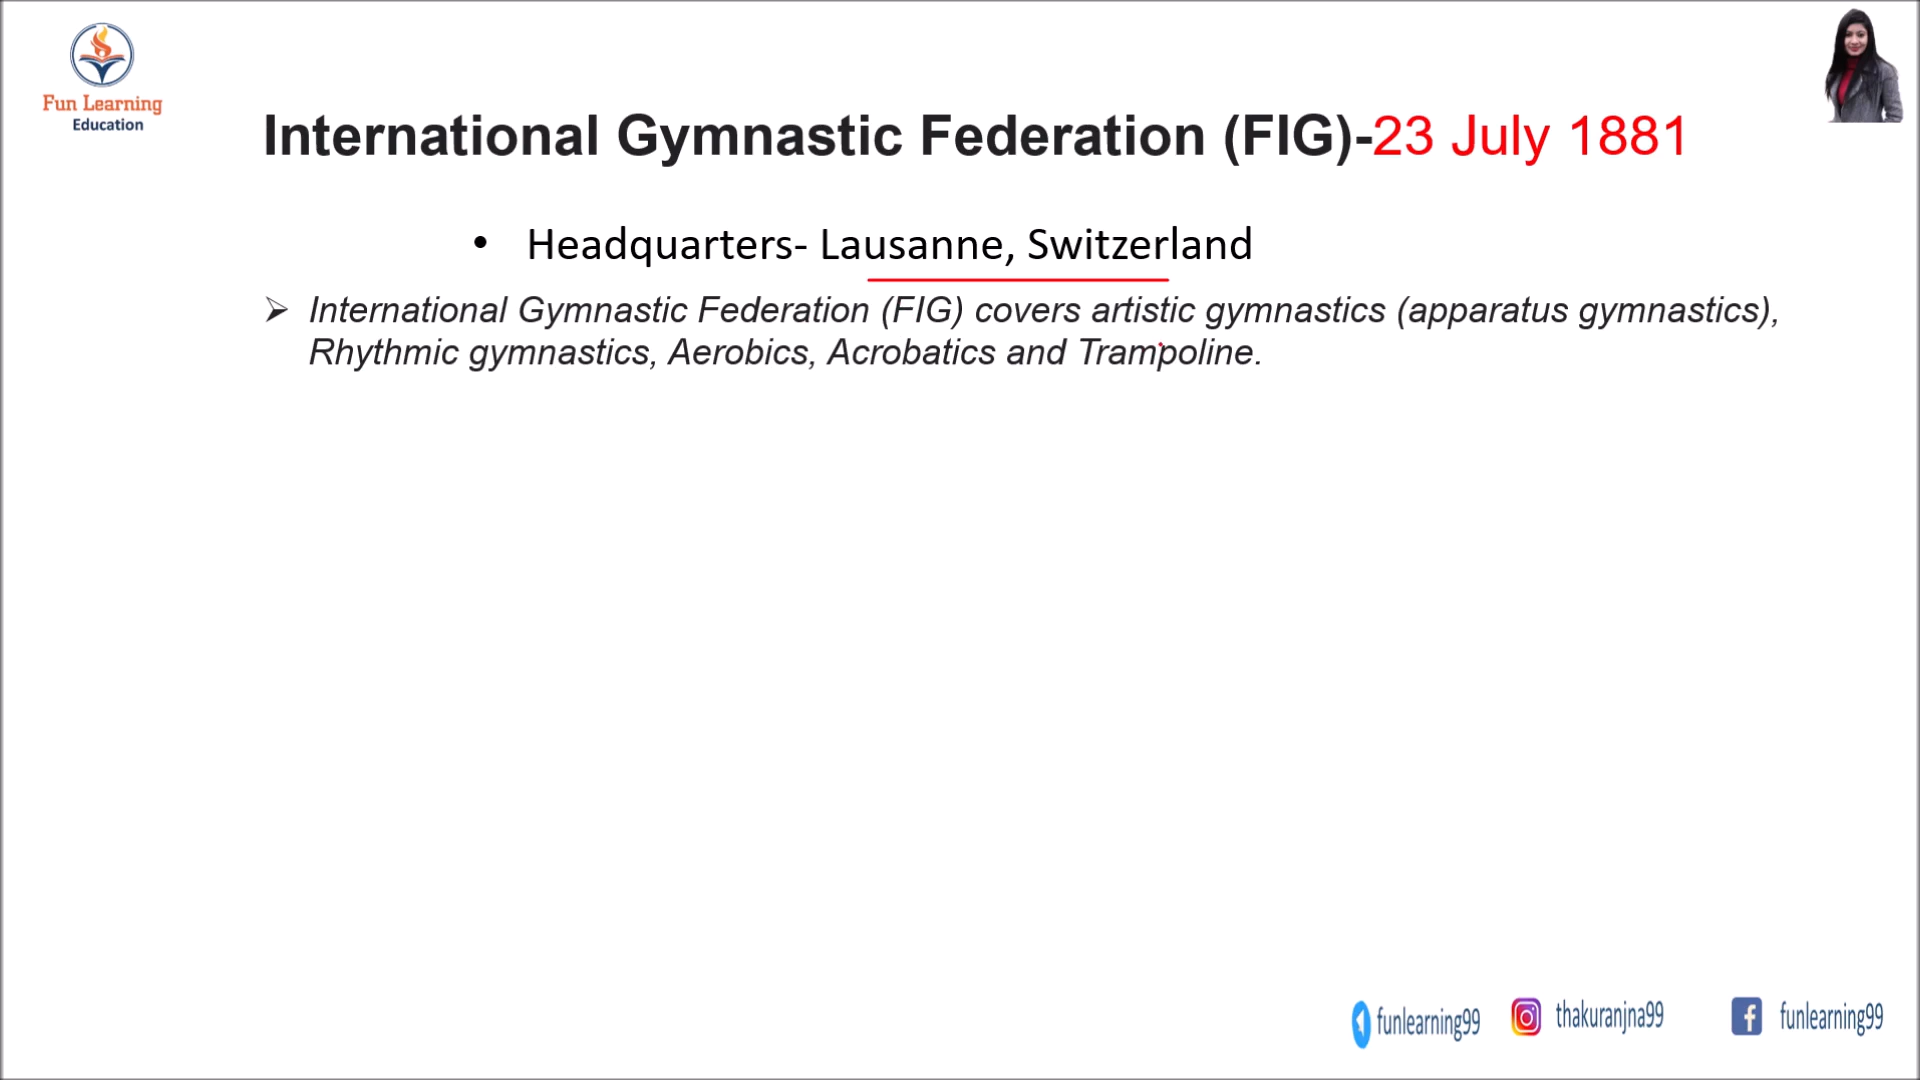 Fun Learning
Education
International Gymnastic Federation (FIG)-23 July 1881
• Headquarters- Lausanne, Switzerland
➢ International Gymnastic Federation (FIG) covers artistic gymnastics (apparatus gymnastics),
Rhythmic gymnastics, Aerobics, Acrobatics and Trampoline.
funlearning99 thakuranjna99 funlearning99